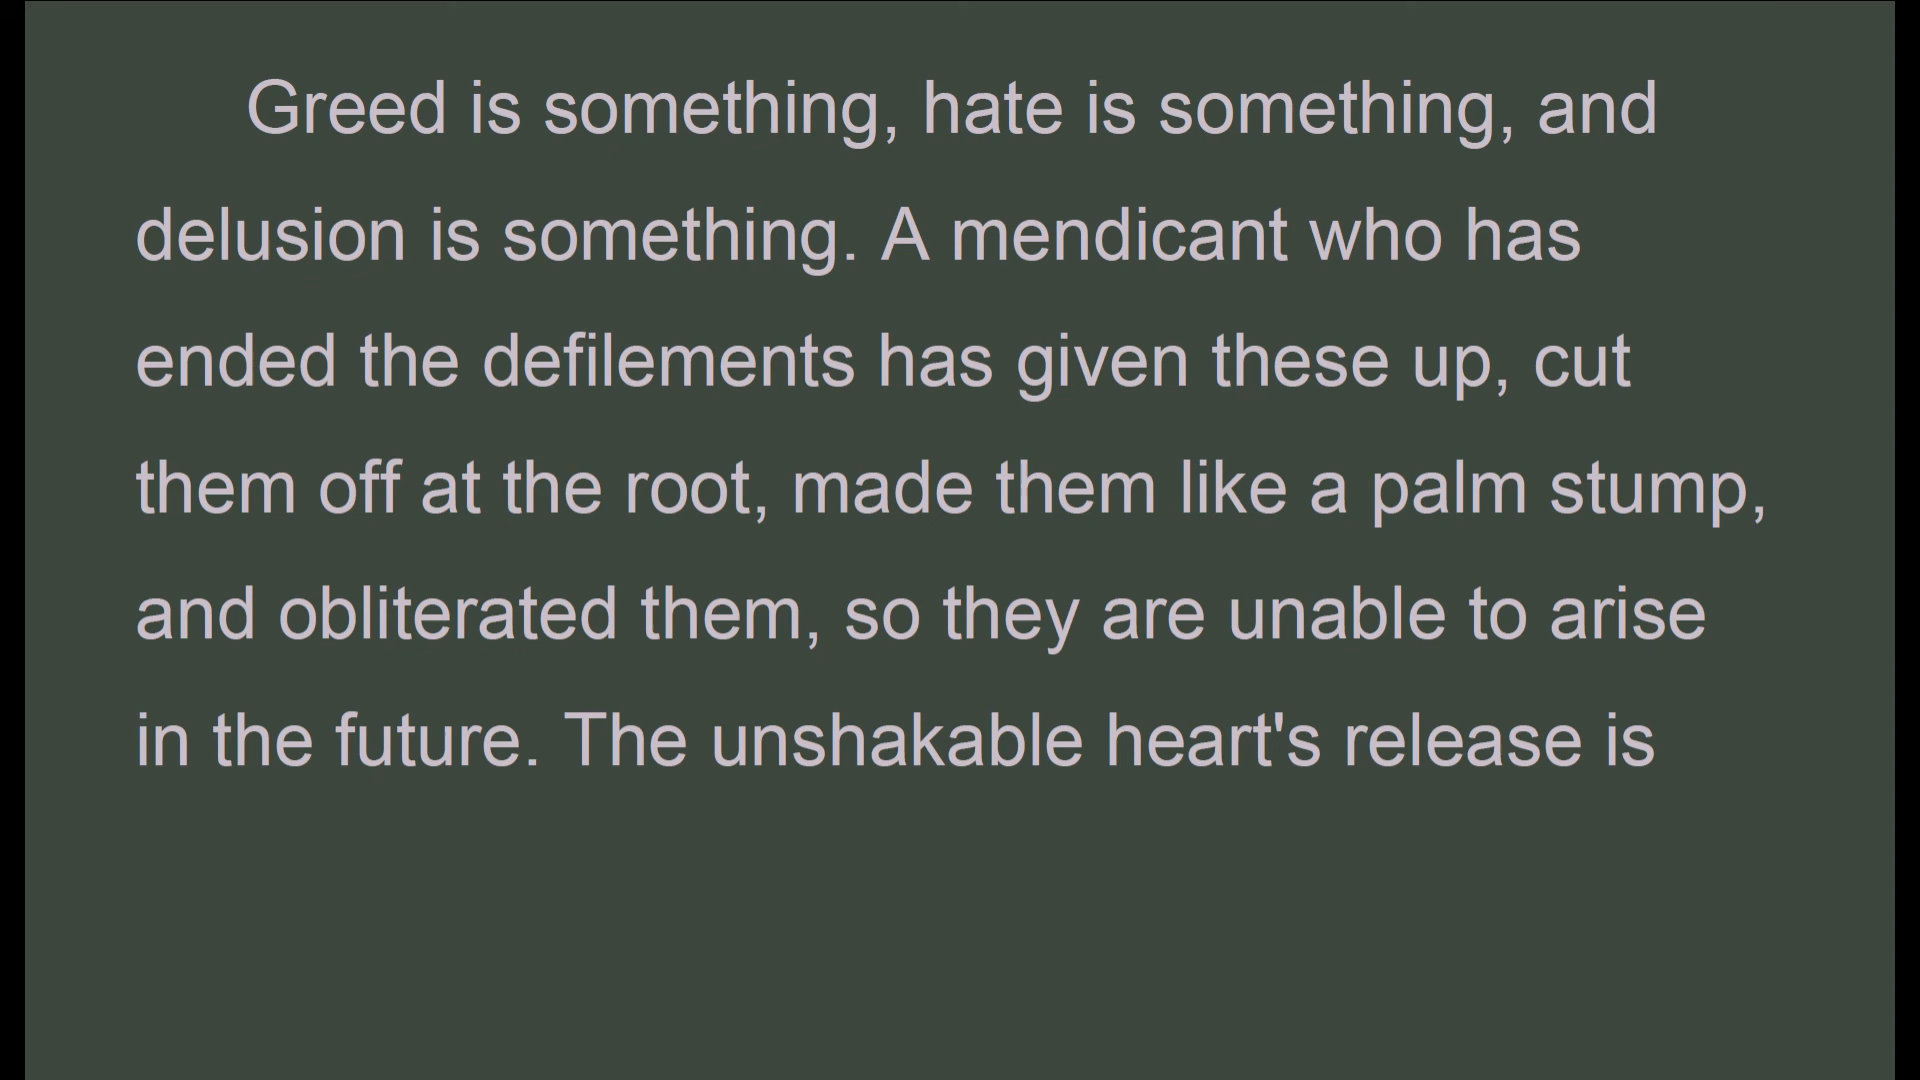 Greed is something, hate is something, and
delusion is something. A mendicant who has
ended the defilements has given these up, cut
them off at the root, made them like a palm stump,
and obliterated them, so they are unable to arise
in the future. The unshakable heart's release is